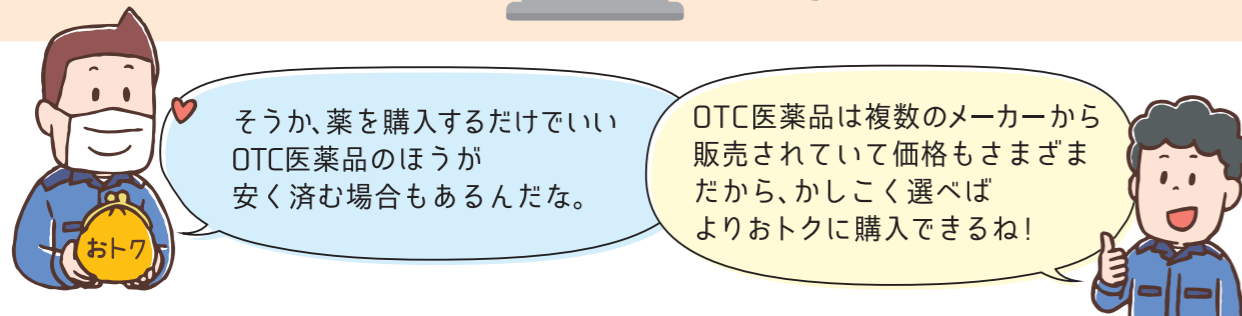 そうか、薬を購入するだけでいい
OTC医薬品のほうが
安く済む場合もあるんだな。
OTC医薬品は複数のメーカーから
販売されていて価格もさまざま
だから、かしこく選べば
よりおトクに購入できるね!
おトク